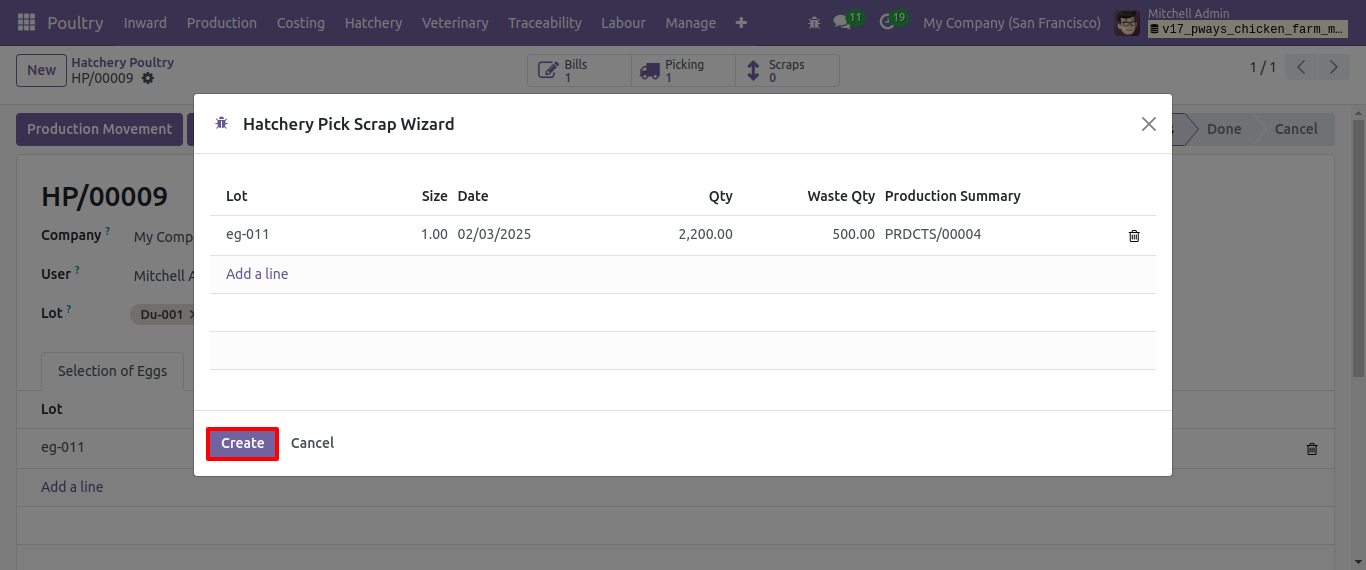 Poultry Inward Production Costing Hatchery Veterinary Traceability Labour Manage 11 19 My Company (San Francisco) Mitchell Admin
v17_pways_chicken_farm_m…
New Hatchery Poultry
HP/00009
Bills
1
Picking
1
Scraps
0
1 / 1
Production Movement
Done Cancel
Hatchery Pick Scrap Wizard
Lot Size Date Qty Waste Qty Production Summary
eg-011 1.00 02/03/2025 2,200.00 500.00 PRDCTS/00004
Add a line
Create Cancel
HP/00009
Company ? My Comp
User ? Mitchell A
Lot ? Du-001
Selection of Eggs
Lot
eg-011
Add a line